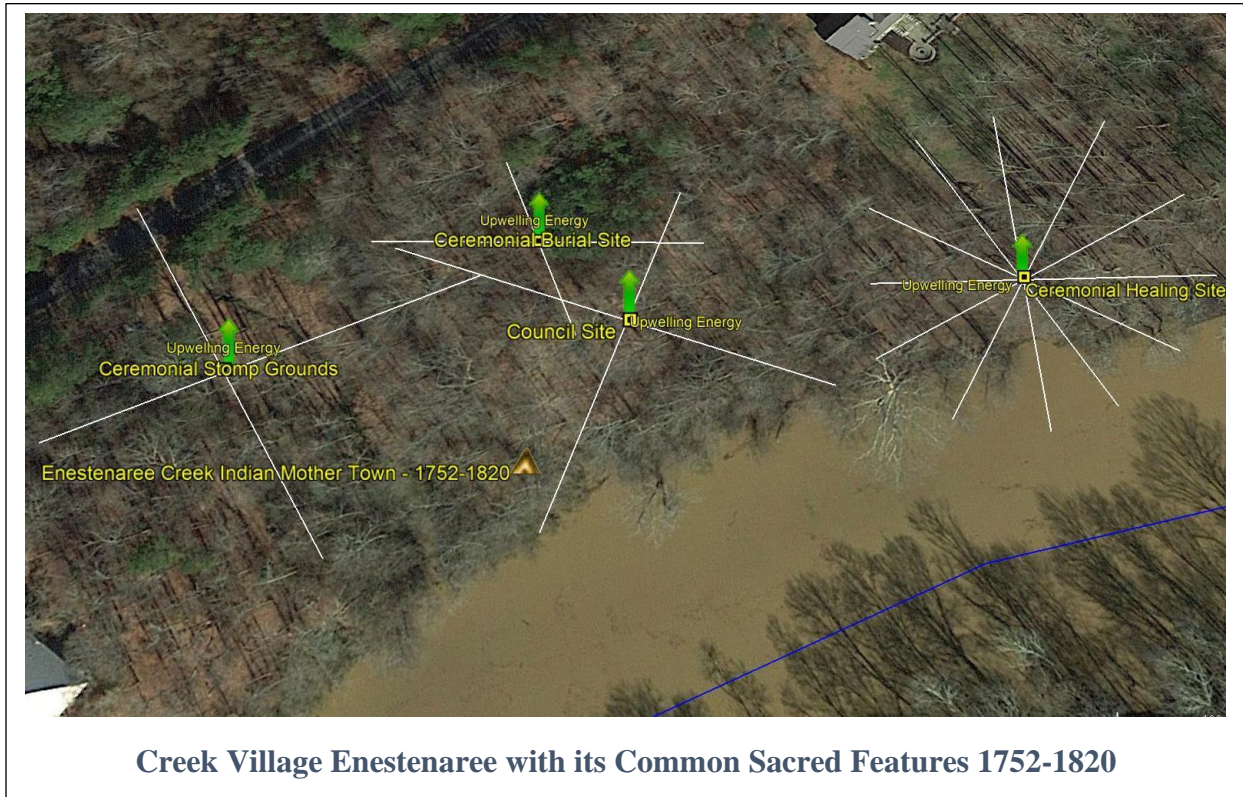 Upwelling Energy
Ceremonial Burial Site
Upwelling Energy
Ceremonial Healing Site
Council Site
Upwelling Energy
Upwelling Energy
Ceremonial Stomp Grounds
Enestenaree Creek Indian Mother Town - 1752-1820
Creek Village Enestenaree with its Common Sacred Features 1752-1820